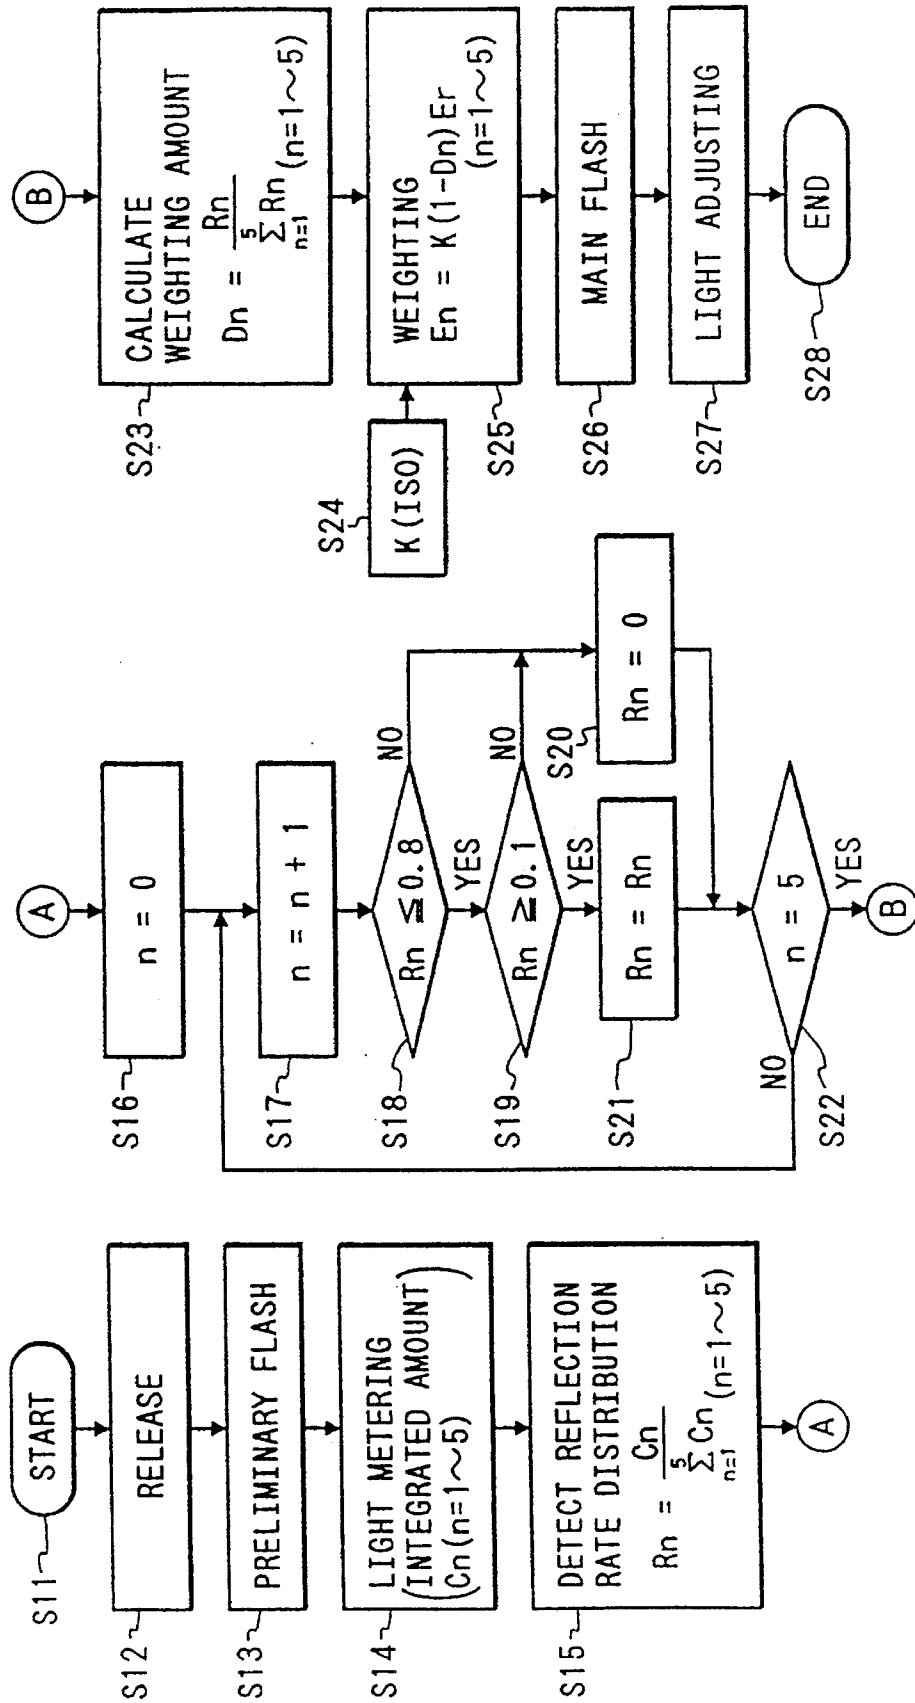 S11
START
S12
RELEASE
S13
PRELIMINARY FLASH
S14
LIGHT METERING
(INTEGRATED AMOUNT)
(Cn(n=1~5))
S15
DETECT REFLECTION
RATE DISTRIBUTION
Rn = Cn / 5 Σ n=1 Cn (n=1~5)
A
A
S16
n = 0
S17
n = n + 1
S18
Rn ≦ 0.8
NO
YES
S19
Rn ≧ 0.1
NO
YES
S20
Rn = 0
S21
Rn = Rn
S22
n = 5
NO
YES
B
B
S23
CALCULATE
WEIGHTING AMOUNT
Dn = Rn / 5 Σ n=1 Rn (n=1~5)
S24
K(ISO)
S25
WEIGHTING
En = K(1-Dn)Er
(n=1~5)
S26
MAIN FLASH
S27
LIGHT ADJUSTING
S28
END